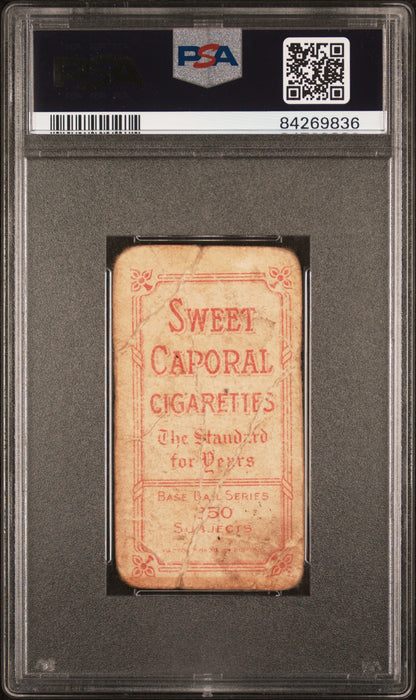 PSA
84269836
SWEET
CAPORAL
CIGARETTES
The Standard
for Years
BASE BALL SERIES
350
SUBJECTS